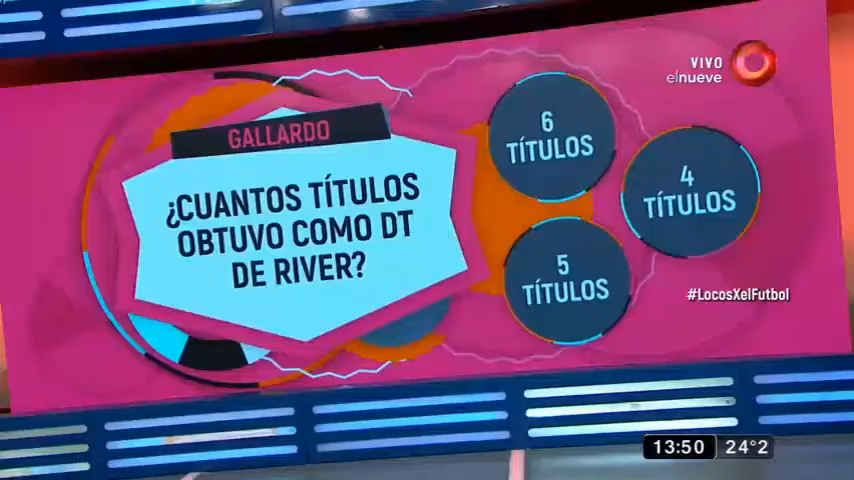 VIVO
elnueve
GALLARDO
¿CUANTOS TÍTULOS
OBTUVO COMO DT
DE RIVER?
6
TÍTULOS
4
TÍTULOS
5
TÍTULOS
#LocosXelFutbol
13:50 24°2